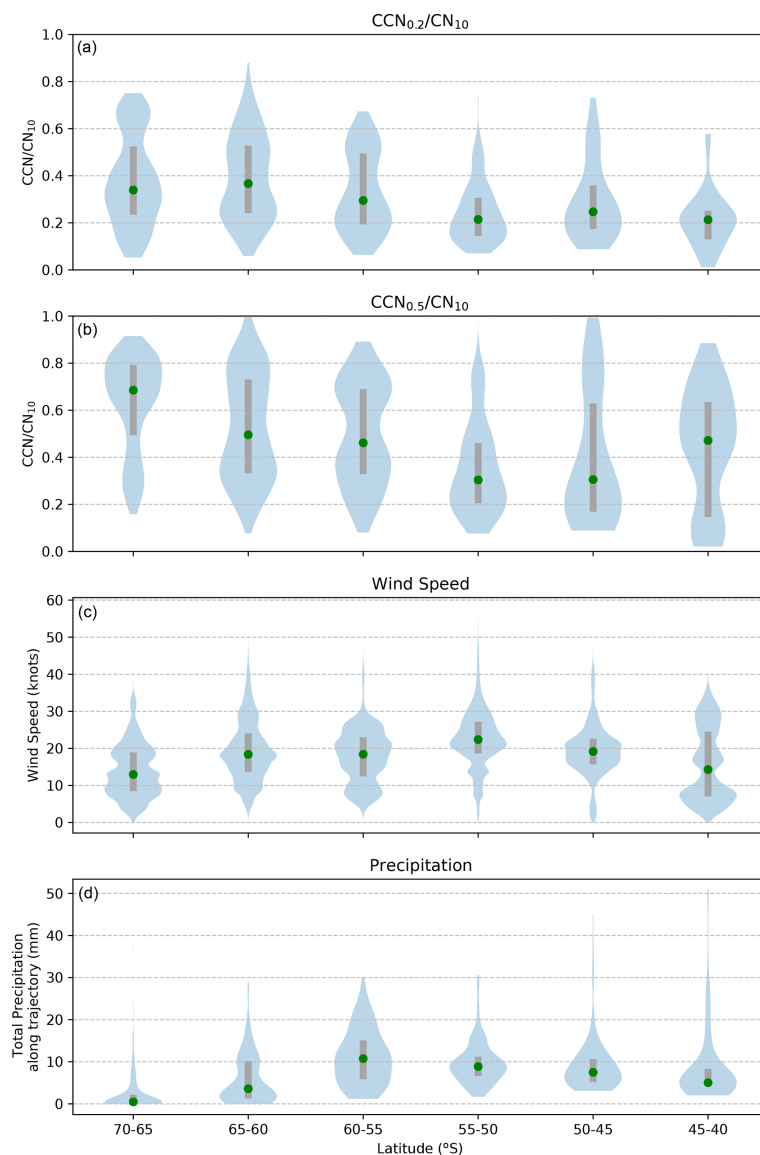 CCN0.2/CN10
(a)
1.0
0.8
0.6
0.4
0.2
0.0
CCN/CN10
CCN0.5/CN10
(b)
1.0
0.8
0.6
0.4
0.2
0.0
CCN/CN10
Wind Speed
(c)
60
50
40
30
20
10
0
Wind Speed (knots)
Precipitation
(d)
50
40
30
20
10
0
Total Precipitation
along trajectory (mm)
70-65 65-60 60-55 55-50 50-45 45-40
Latitude (°S)